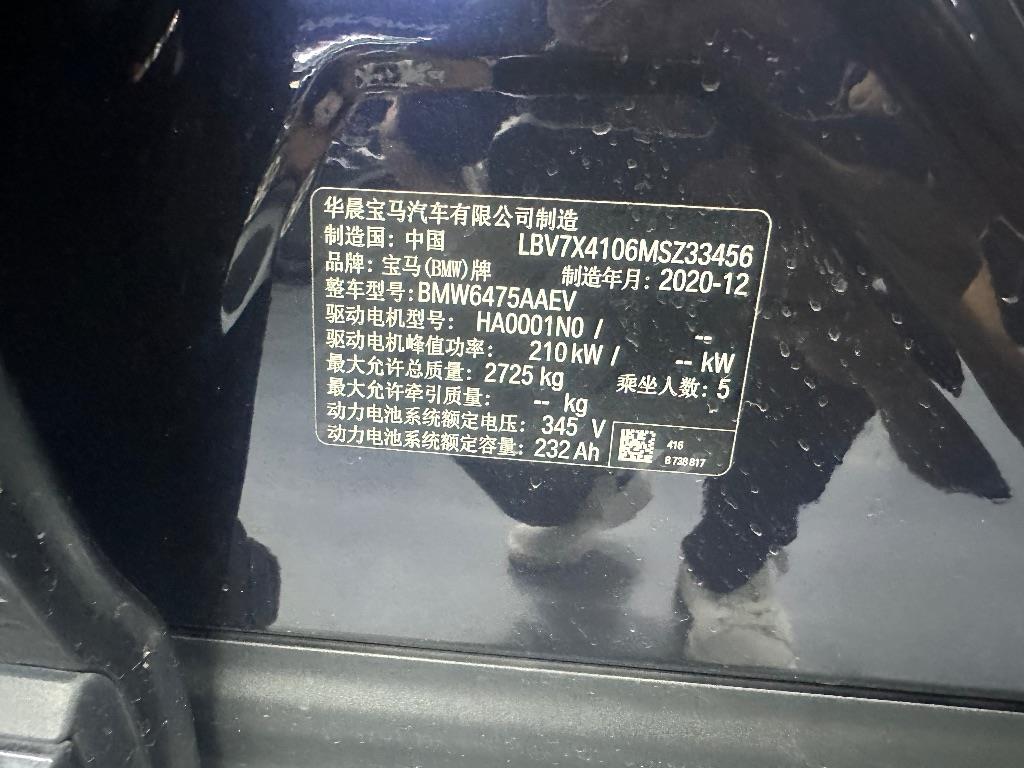 华晨宝马汽车有限公司制造
制造国：中国 LBV7X4106MSZ33456
品牌：宝马(BMW)牌 制造年月：2020-12
整车型号：BMW6475AAEV
驱动电机型号： HA0001N0 / --
驱动电机峰值功率： 210 kW / -- kW
最大允许总质量：2725 kg 乘坐人数：5
最大允许牵引质量： -- kg
动力电池系统额定电压： 345 V
动力电池系统额定容量：232 Ah
416
8738817